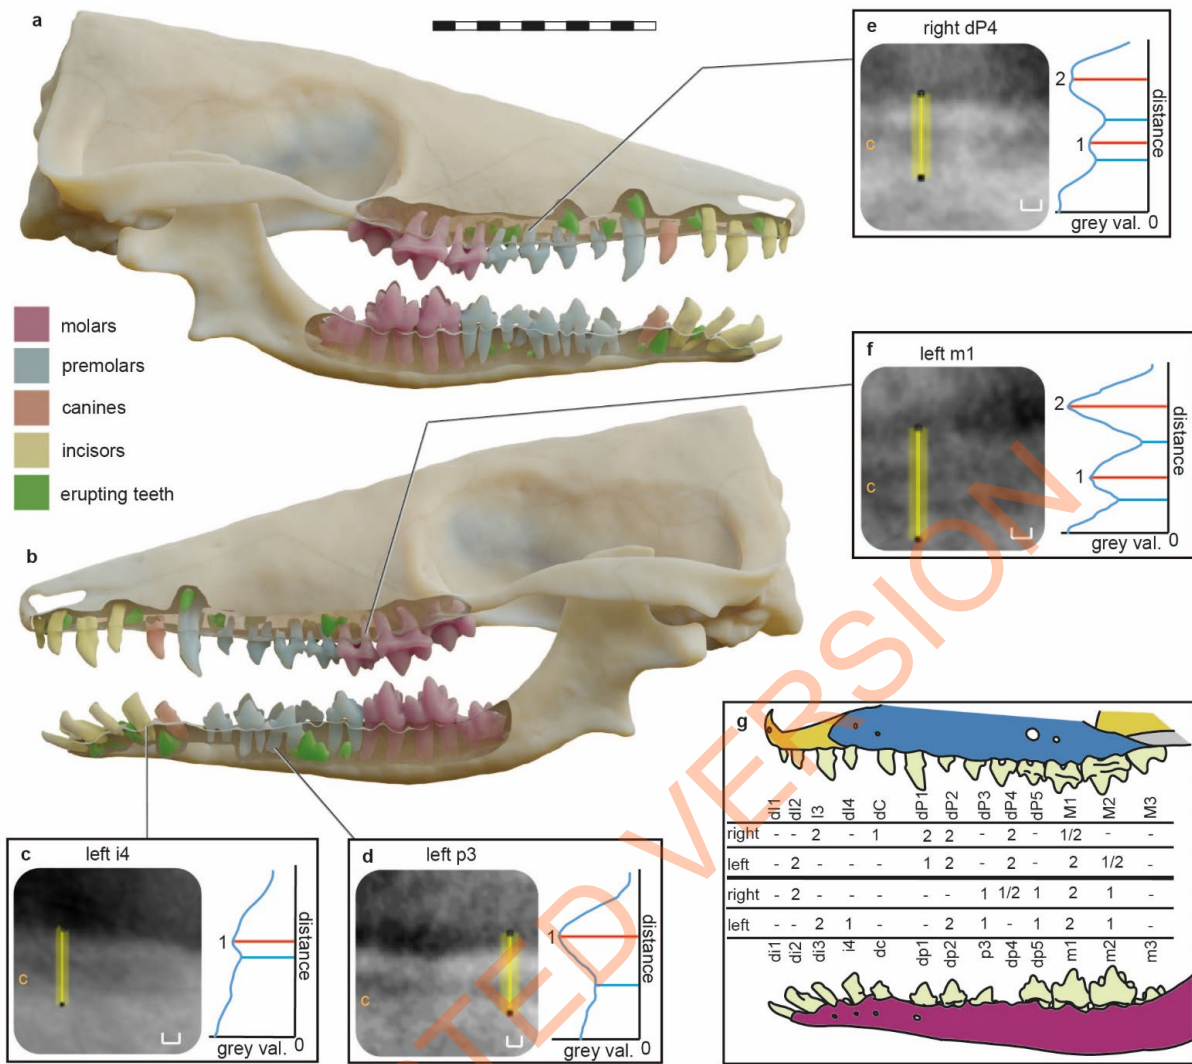 a
molars
premolars
canines
incisors
erupting teeth
b
e
right dP4
c
2
1
distance
grey val. 0
f
left m1
c
2
1
distance
grey val. 0
c
left i4
c
1
distance
grey val. 0
d
left p3
c
1
distance
grey val. 0
g
dI1 dI2 I3 dI4 dC dP1 dP2 dP3 dP4 dP5 M1 M2 M3
right - - 2 - 1 2 2 - 2 - 1/2 - -
left - 2 - - - 1 2 - 2 - 2 1/2 -
right - 2 - - - - - 1 1/2 1 2 1 -
left - - 2 1 - - 2 1 - 1 2 1 -
di1 di2 di3 i4 dc dp1 dp2 p3 dp4 dp5 m1 m2 m3
TED VERSION